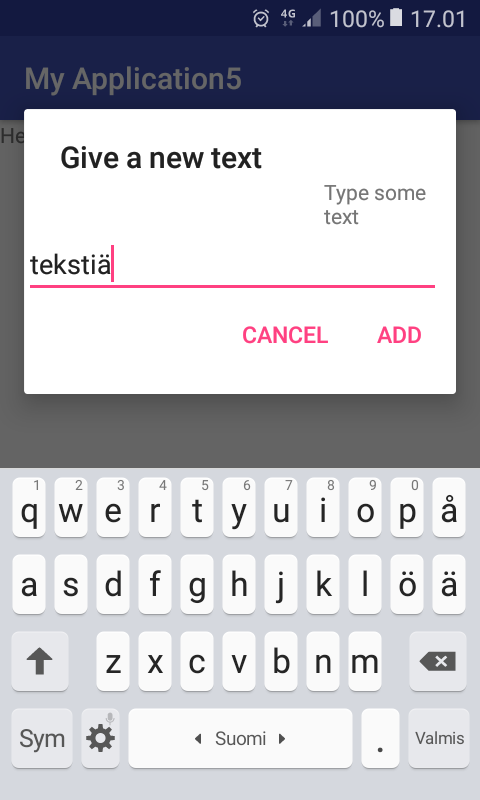 4G 100% 17.01
My Application5
He
Give a new text
Type some
text
tekstiä
CANCEL ADD
1 2 3 4 5 6 7 8 9 0
q w e r t y u i o p å
a s d f g h j k l ö ä
z x c v b n m
Sym Suomi . Valmis